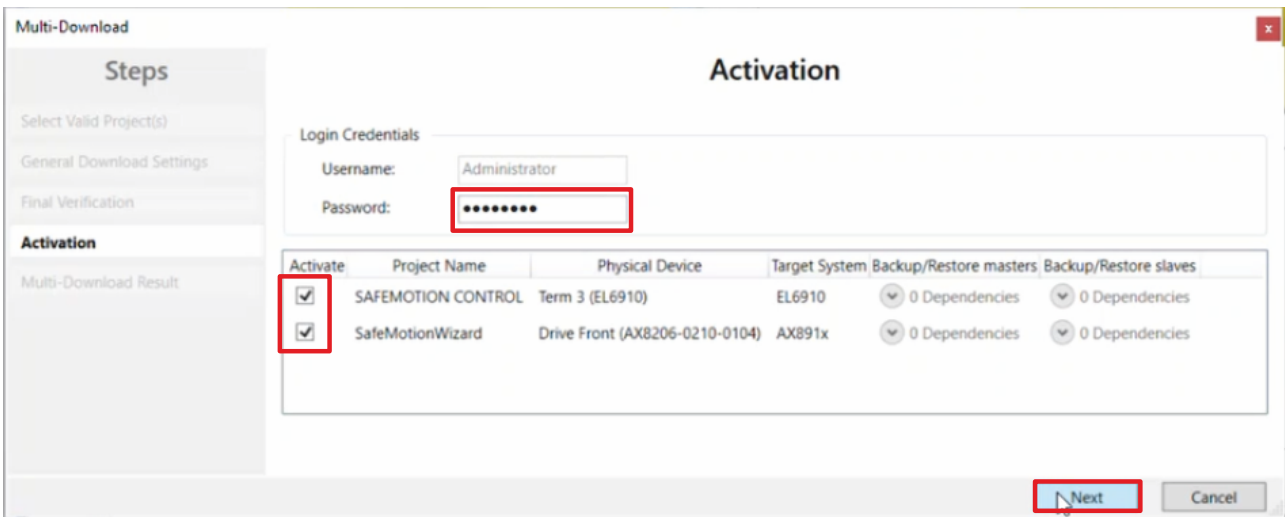 Multi-Download
x
Steps
Select Valid Project(s)
General Download Settings
Final Verification
Activation
Multi-Download Result
Activation
Login Credentials
Username: Administrator
Password: ••••••••
Activate Project Name Physical Device Target System Backup/Restore masters Backup/Restore slaves
SAFEMOTION CONTROL Term 3 (EL6910) EL6910 0 Dependencies 0 Dependencies
SafeMotionWizard Drive Front (AX8206-0210-0104) AX891x 0 Dependencies 0 Dependencies
Next Cancel